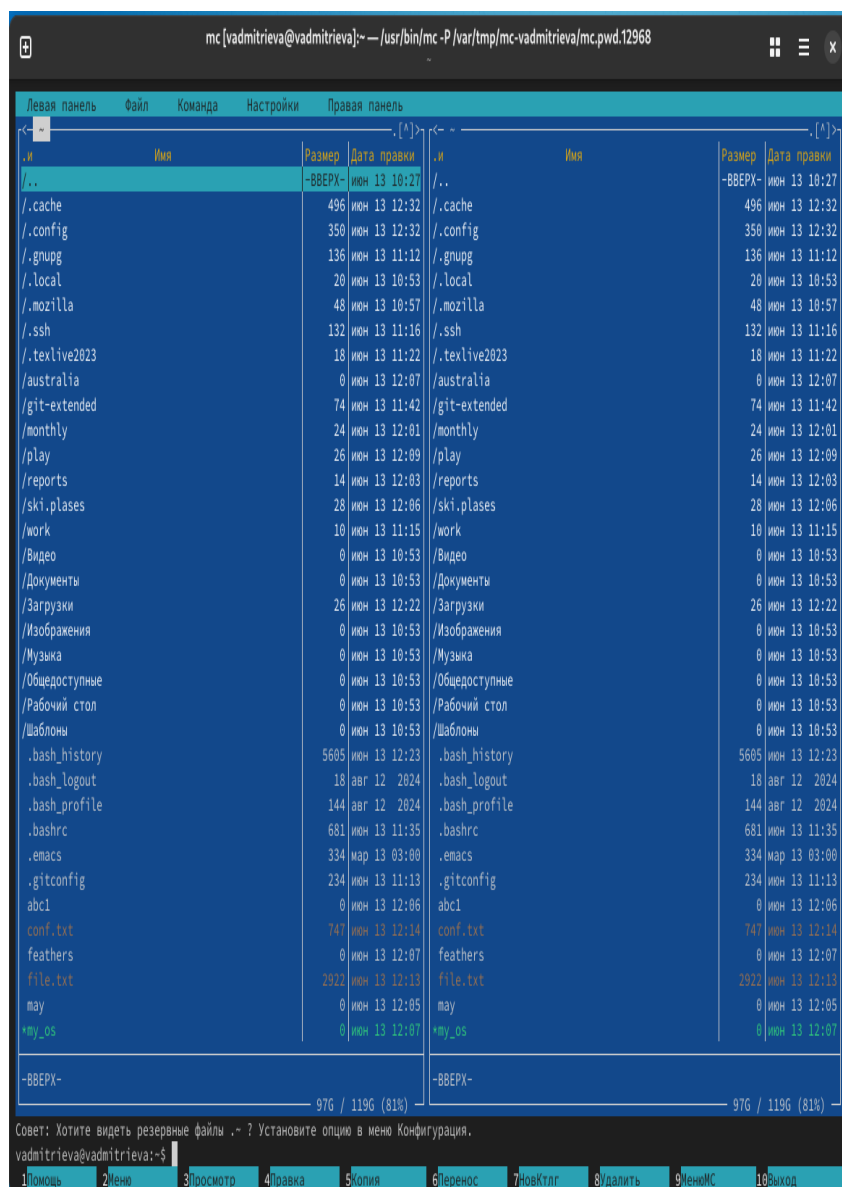 mc [vadmitrieva@vadmitrieva]:~ — /usr/bin/mc -P /var/tmp/mc-vadmitrieva/mc.pwd.12968
~
Левая панель Файл Команда Настройки Правая панель
<— ~ .[^]> <— ~ .[^]>
.и Имя Размер Дата правки .и Имя Размер Дата правки
/.. -ВВЕРХ- июн 13 10:27 /.. -ВВЕРХ- июн 13 10:27
/.cache 496 июн 13 12:32 /.cache 496 июн 13 12:32
/.config 350 июн 13 12:32 /.config 350 июн 13 12:32
/.gnupg 136 июн 13 11:12 /.gnupg 136 июн 13 11:12
/.local 20 июн 13 10:53 /.local 20 июн 13 10:53
/.mozilla 48 июн 13 10:57 /.mozilla 48 июн 13 10:57
/.ssh 132 июн 13 11:16 /.ssh 132 июн 13 11:16
/.texlive2023 18 июн 13 11:22 /.texlive2023 18 июн 13 11:22
/australia 0 июн 13 12:07 /australia 0 июн 13 12:07
/git-extended 74 июн 13 11:42 /git-extended 74 июн 13 11:42
/monthly 24 июн 13 12:01 /monthly 24 июн 13 12:01
/play 26 июн 13 12:09 /play 26 июн 13 12:09
/reports 14 июн 13 12:03 /reports 14 июн 13 12:03
/ski.plases 28 июн 13 12:06 /ski.plases 28 июн 13 12:06
/work 10 июн 13 11:15 /work 10 июн 13 11:15
/Видео 0 июн 13 10:53 /Видео 0 июн 13 10:53
/Документы 0 июн 13 10:53 /Документы 0 июн 13 10:53
/Загрузки 26 июн 13 12:22 /Загрузки 26 июн 13 12:22
/Изображения 0 июн 13 10:53 /Изображения 0 июн 13 10:53
/Музыка 0 июн 13 10:53 /Музыка 0 июн 13 10:53
/Общедоступные 0 июн 13 10:53 /Общедоступные 0 июн 13 10:53
/Рабочий стол 0 июн 13 10:53 /Рабочий стол 0 июн 13 10:53
/Шаблоны 0 июн 13 10:53 /Шаблоны 0 июн 13 10:53
.bash_history 5605 июн 13 12:23 .bash_history 5605 июн 13 12:23
.bash_logout 18 авг 12 2024 .bash_logout 18 авг 12 2024
.bash_profile 144 авг 12 2024 .bash_profile 144 авг 12 2024
.bashrc 681 июн 13 11:35 .bashrc 681 июн 13 11:35
.emacs 334 мар 13 03:00 .emacs 334 мар 13 03:00
.gitconfig 234 июн 13 11:13 .gitconfig 234 июн 13 11:13
abc1 0 июн 13 12:06 abc1 0 июн 13 12:06
conf.txt 747 июн 13 12:14 conf.txt 747 июн 13 12:14
feathers 0 июн 13 12:07 feathers 0 июн 13 12:07
file.txt 2922 июн 13 12:13 file.txt 2922 июн 13 12:13
may 0 июн 13 12:05 may 0 июн 13 12:05
*my_os 0 июн 13 12:07 *my_os 0 июн 13 12:07
-ВВЕРХ- -ВВЕРХ-
97G / 119G (81%) 97G / 119G (81%)
Совет: Хотите видеть резервные файлы .~ ? Установите опцию в меню Конфигурация.
vadmitrieva@vadmitrieva:~$
1Помощь 2Меню 3Просмотр 4Правка 5Копия 6Перенос 7НовКтлг 8Удалить 9МенюMC 10Выход